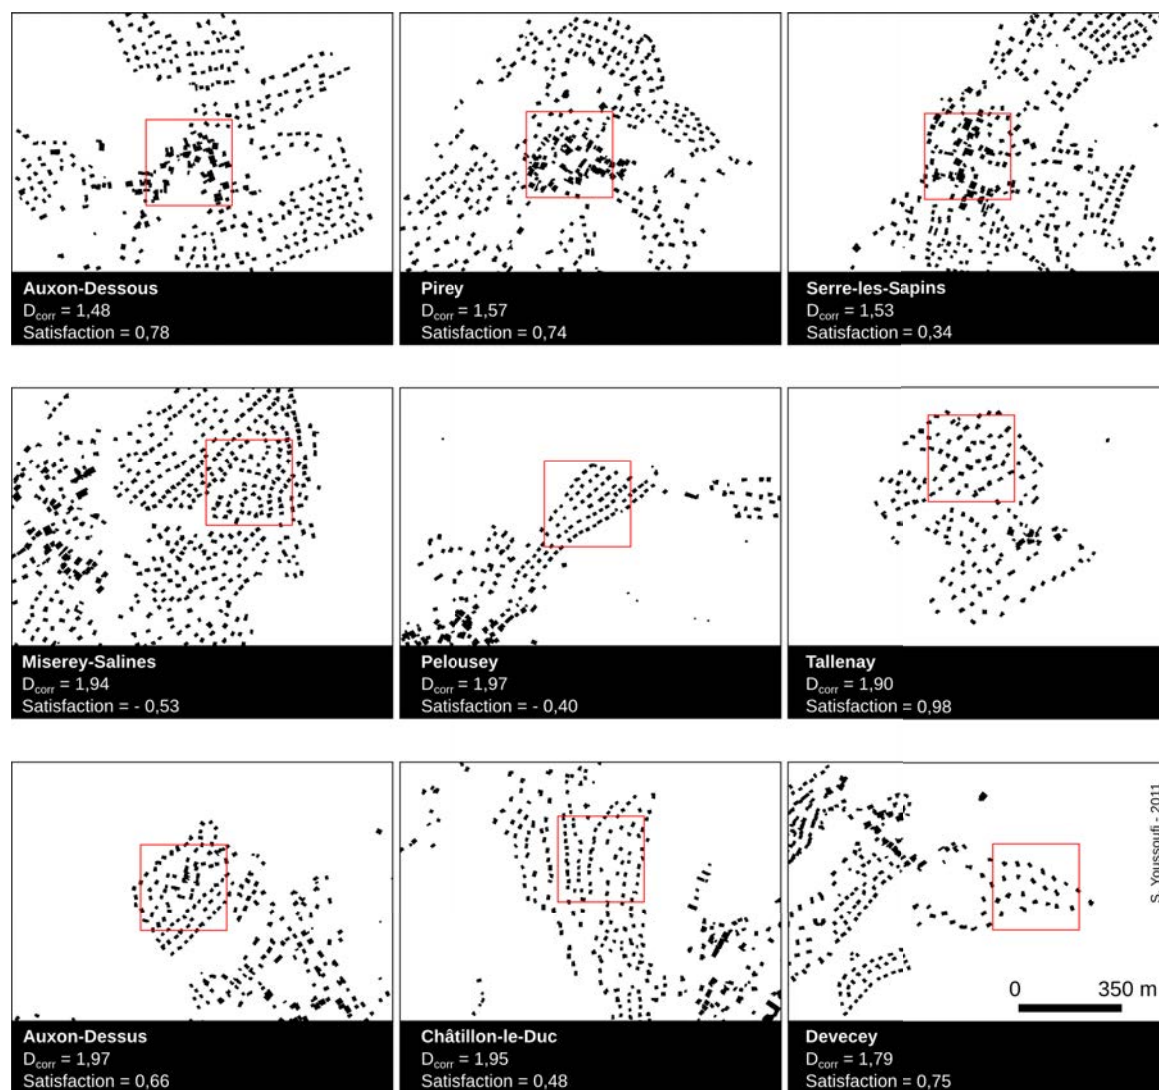 Auxon-Dessous
Dcorr = 1,48
Satisfaction = 0,78
Pirey
Dcorr = 1,57
Satisfaction = 0,74
Serre-les-Sapins
Dcorr = 1,53
Satisfaction = 0,34
Miserey-Salines
Dcorr = 1,94
Satisfaction = - 0,53
Pelousey
Dcorr = 1,97
Satisfaction = - 0,40
Tallenay
Dcorr = 1,90
Satisfaction = 0,98
S. Youssoufi - 2011
0 350 m
Auxon-Dessus
Dcorr = 1,97
Satisfaction = 0,66
Châtillon-le-Duc
Dcorr = 1,95
Satisfaction = 0,48
Devecey
Dcorr = 1,79
Satisfaction = 0,75